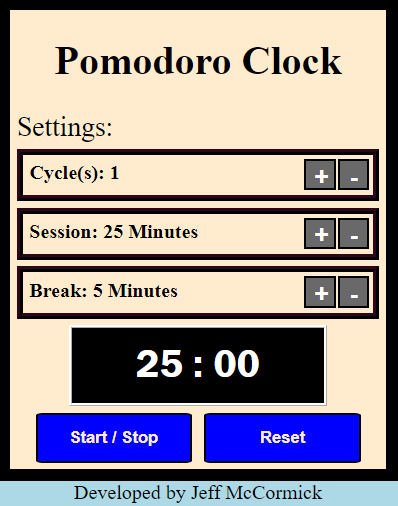 Pomodoro Clock
Settings:
Cycle(s): 1 + -
Session: 25 Minutes + -
Break: 5 Minutes + -
25 : 00
Start / Stop Reset
Developed by Jeff McCormick